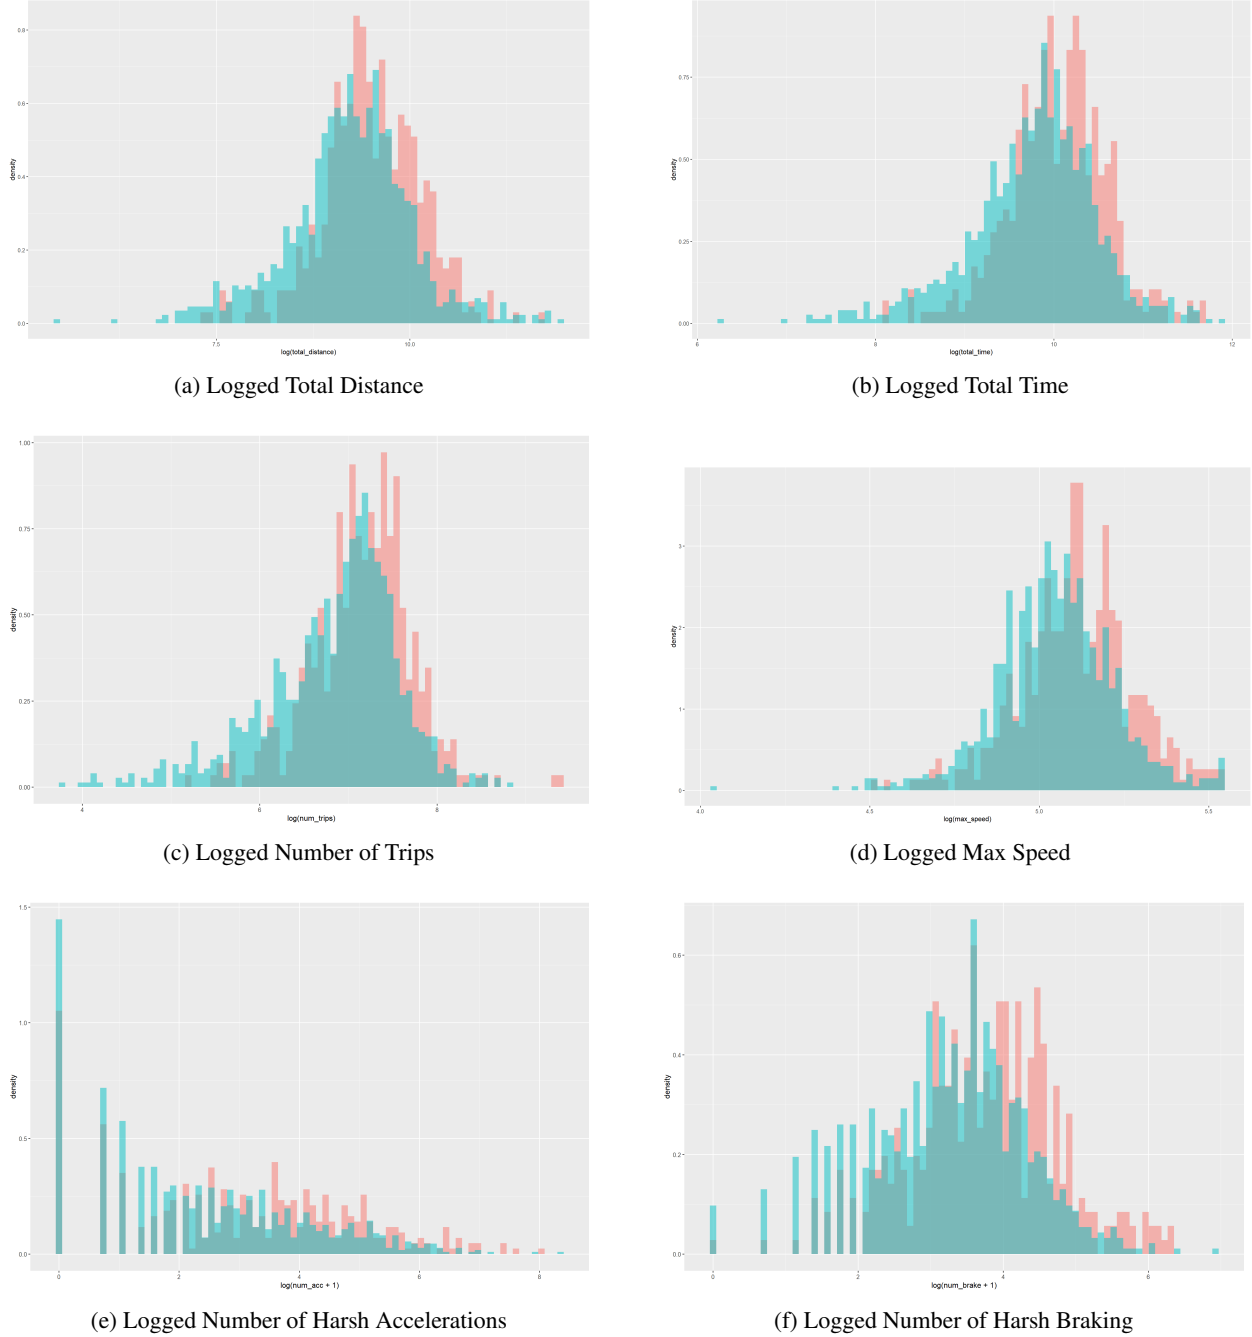 0.8
0.6
0.4
0.2
0.0
density
7.5 10.0
log(total_distance)
(a) Logged Total Distance
0.75
0.50
0.25
0.00
density
6 8 10 12
log(total_time)
(b) Logged Total Time
1.00
0.75
0.50
0.25
0.00
density
4 6 8
log(num_trips)
(c) Logged Number of Trips
3
2
1
0
density
4.0 4.5 5.0 5.5
log(max_speed)
(d) Logged Max Speed
1.5
1.0
0.5
0.0
density
0 2 4 6 8
log(num_acc + 1)
(e) Logged Number of Harsh Accelerations
0.6
0.4
0.2
0.0
density
0 2 4 6
log(num_brake + 1)
(f) Logged Number of Harsh Braking